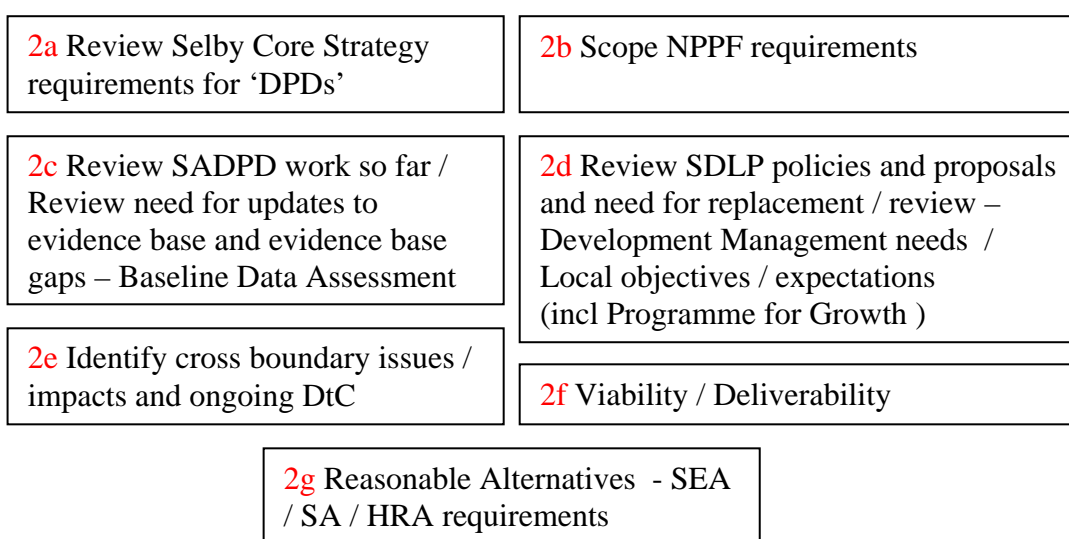 2a Review Selby Core Strategy
requirements for ‘DPDs’
2b Scope NPPF requirements
2c Review SADPD work so far /
Review need for updates to
evidence base and evidence base
gaps – Baseline Data Assessment
2d Review SDLP policies and proposals
and need for replacement / review –
Development Management needs /
Local objectives / expectations
(incl Programme for Growth )
2e Identify cross boundary issues /
impacts and ongoing DtC
2f Viability / Deliverability
2g Reasonable Alternatives - SEA
/ SA / HRA requirements